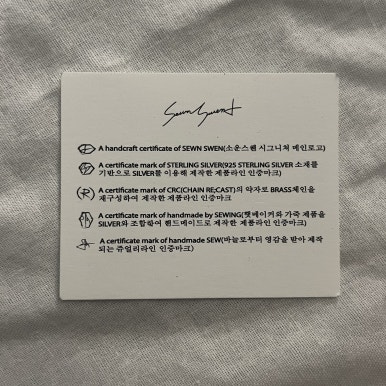 Sewn Swen
A handcraft certificate of SEWN SWEN(소운스웬 시그니처 메인로고)
A certificate mark of STERLING SILVER(925 STERLING SILVER 소재를
기반으로 SILVER를 이용해 제작한 제품라인 인증마크)
A certificate mark of CRC(CHAIN RE;CAST)의 약자로 BRASS체인을
재구성하여 제작한 제품라인 인증마크
A certificate mark of handmade by SEWING(햇메이커와 가죽 제품을
SILVER와 조합하여 핸드메이드로 제작한 제품라인 인증마크)
A certificate mark of handmade SEW(바늘로부터 영감을 받아 제작
되는 쥬얼리라인 인증마크)